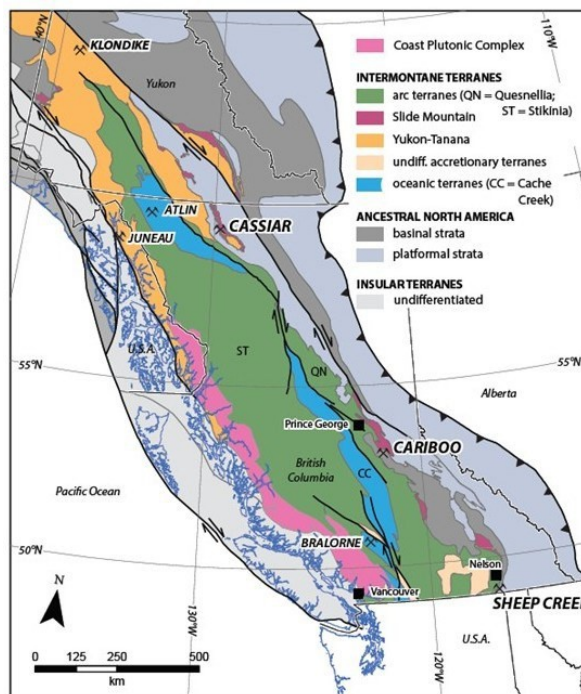 140°N
110°N
KLONDIKE
Yukon
Coast Plutonic Complex
INTERMONTANE TERRANES
arc terranes (QN = Quesnellia;
ST = Stikinia)
Slide Mountain
Yukon-Tanana
undiff. accretionary terranes
oceanic terranes (CC = Cache
Creek)
ANCESTRAL NORTH AMERICA
basinal strata
platformal strata
INSULAR TERRANES
undifferentiated
ATLIN
CASSIAR
JUNEAU
55°N
U.S.A.
ST
QN
55°N
Alberta
Prince George
CARIBOO
British
Columbia
CC
Pacific Ocean
BRALORNE
50°N
Nelson
Vancouver
SHEEP CREE
N
130°N
120°N
U.S.A.
0 125 250 500
km